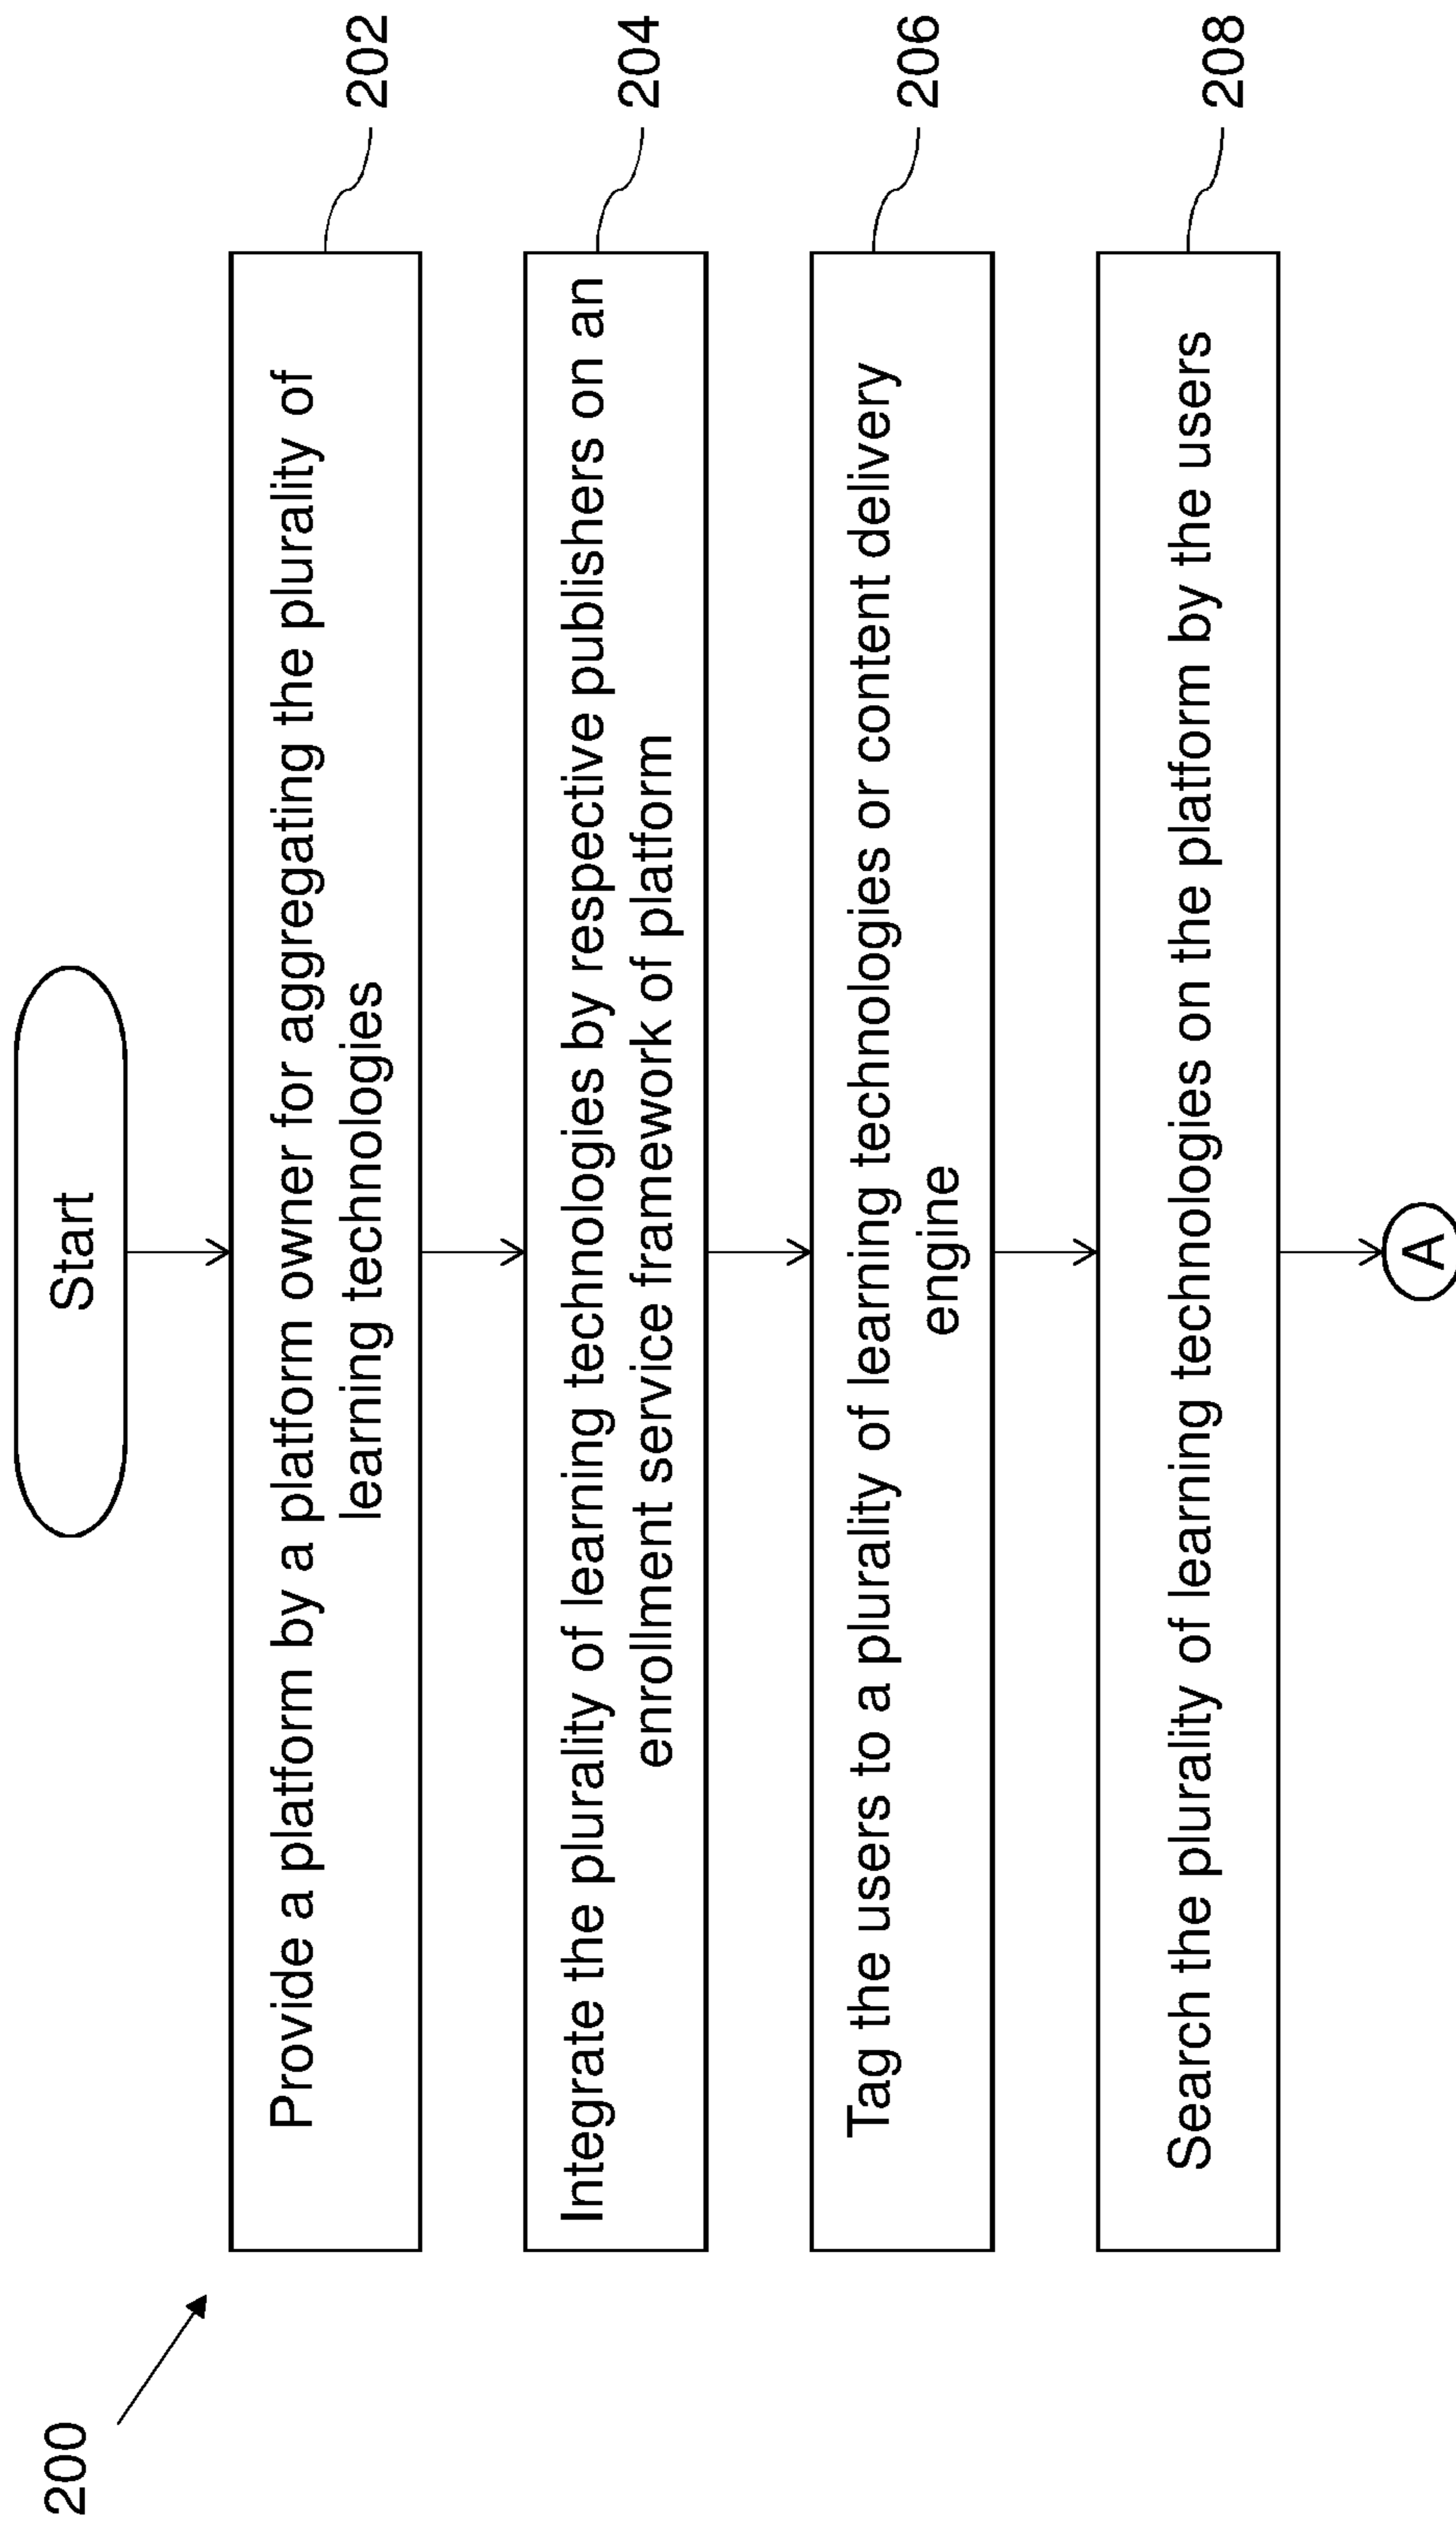 200
Start
Provide a platform by a platform owner for aggregating the plurality of
learning technologies
202
Integrate the plurality of learning technologies by respective publishers on an
enrollment service framework of platform
204
Tag the users to a plurality of learning technologies or content delivery
engine
206
Search the plurality of learning technologies on the platform by the users
208
A